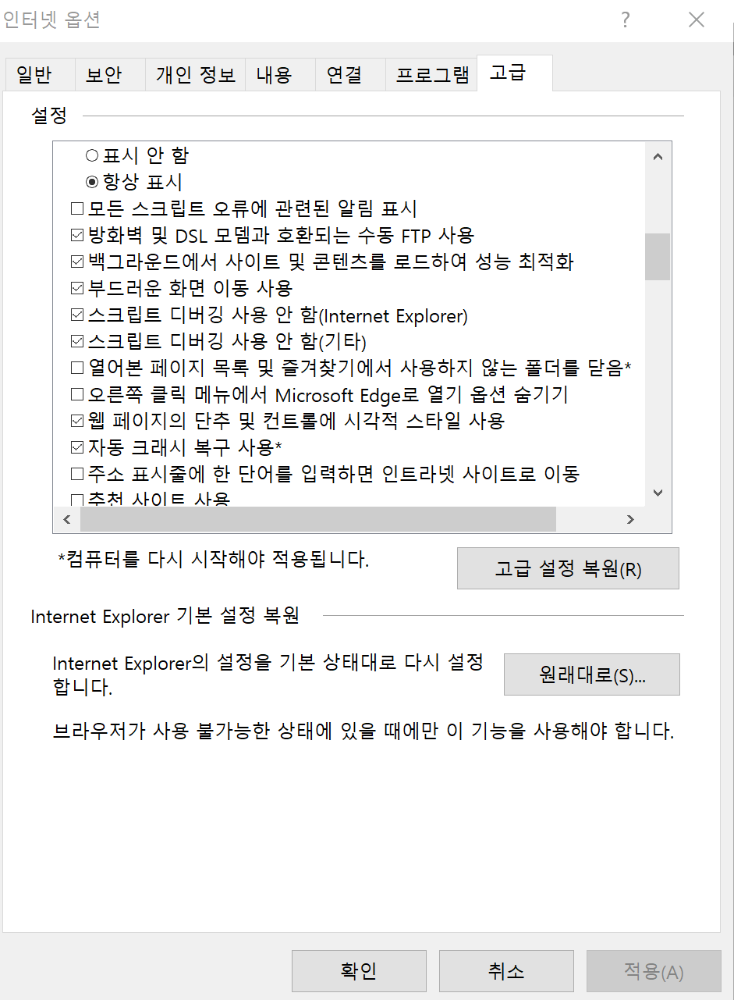 인터넷 옵션
?
일반 보안 개인 정보 내용 연결 프로그램 고급
설정
표시 안 함
항상 표시
모든 스크립트 오류에 관련된 알림 표시
방화벽 및 DSL 모뎀과 호환되는 수동 FTP 사용
백그라운드에서 사이트 및 콘텐츠를 로드하여 성능 최적화
부드러운 화면 이동 사용
스크립트 디버깅 사용 안 함(Internet Explorer)
스크립트 디버깅 사용 안 함(기타)
열어본 페이지 목록 및 즐겨찾기에서 사용하지 않는 폴더를 닫음*
오른쪽 클릭 메뉴에서 Microsoft Edge로 열기 옵션 숨기기
웹 페이지의 단추 및 컨트롤에 시각적 스타일 사용
자동 크래시 복구 사용*
주소 표시줄에 한 단어를 입력하면 인트라넷 사이트로 이동
추천 사이트 사용
*컴퓨터를 다시 시작해야 적용됩니다.
고급 설정 복원(R)
Internet Explorer 기본 설정 복원
Internet Explorer의 설정을 기본 상태대로 다시 설정
합니다.
원래대로(S)...
브라우저가 사용 불가능한 상태에 있을 때에만 이 기능을 사용해야 합니다.
확인 취소 적용(A)